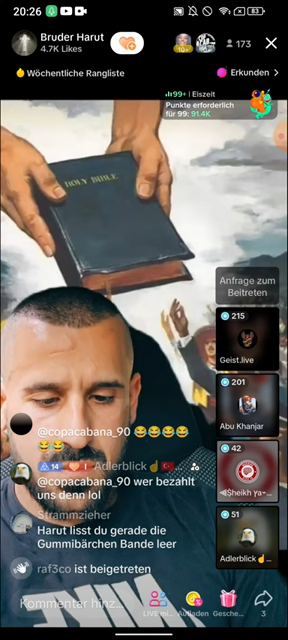 20:26
83
Bruder Harut
4.7K Likes
10+
173
Wöchentliche Rangliste
Erkunden
99+ | Eiszeit
Punkte erforderlich
für 99: 91.4K
HOLY BIBLE
Anfrage zum
Beitreten
215
Geist.live
201
Abu Khanjar
42
51
Adlerblick
@copacabana_90 😂😂😂😂
😂😂
14 Adlerblick
@copacabana_90 wer bezahlt
uns denn lol
Strammzieher
Harut lisst du gerade die
Gummibärchen Bande leer
raf3co ist beigetreten
Kommentar hinz...
LIVE mi...
Aufladen
Gesche...
3